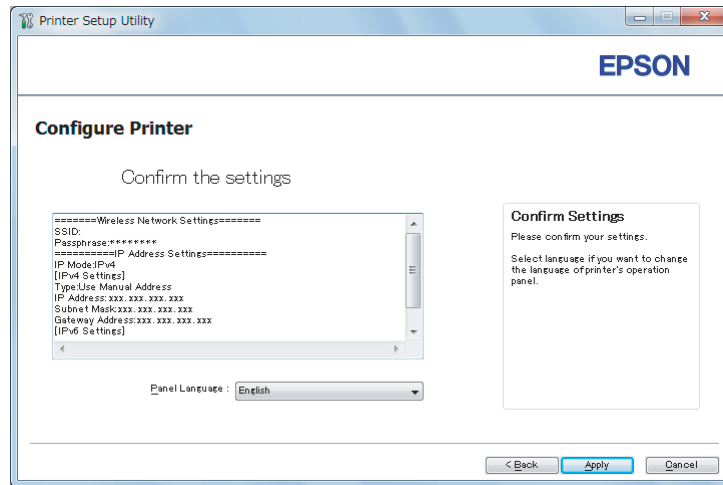 Printer Setup Utility
EPSON
Configure Printer
Confirm the settings
=======Wireless Network Settings=======
SSID:
Passphrase:********
==========IP Address Settings==========
IP Mode:IPv4
[IPv4 Settings]
Type:Use Manual Address
IP Address:xxx.xxx.xxx.xxx
Subnet Mask:xxx.xxx.xxx.xxx
Gateway Address:xxx.xxx.xxx.xxx
[IPv6 Settings]
Panel Language : English
Confirm Settings
Please confirm your settings.
Select language if you want to change
the language of printer's operation
panel.
< Back Apply Cancel